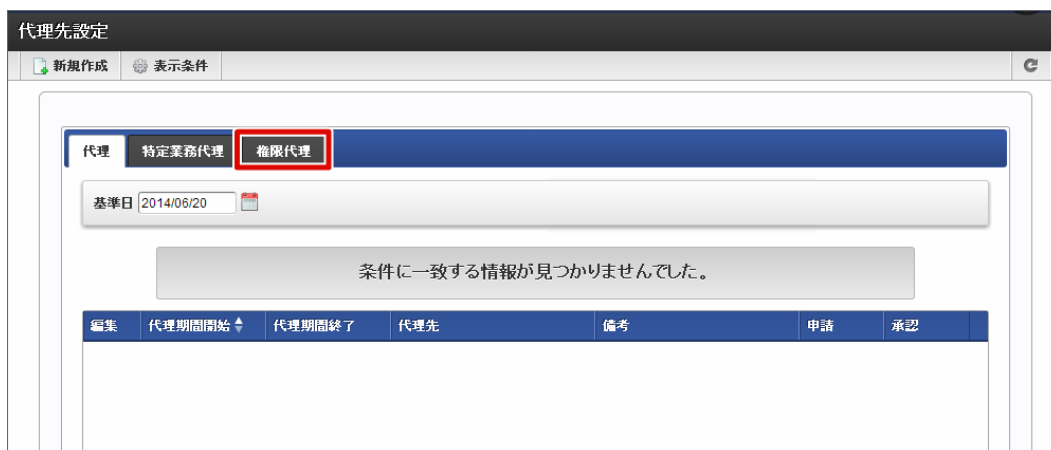 代理先設定
新規作成 表示条件
代理 特定業務代理 権限代理
基準日 2014/06/20
条件に一致する情報が見つかりませんでした。
編集 代理期間開始 代理期間終了 代理先 備考 申請 承認